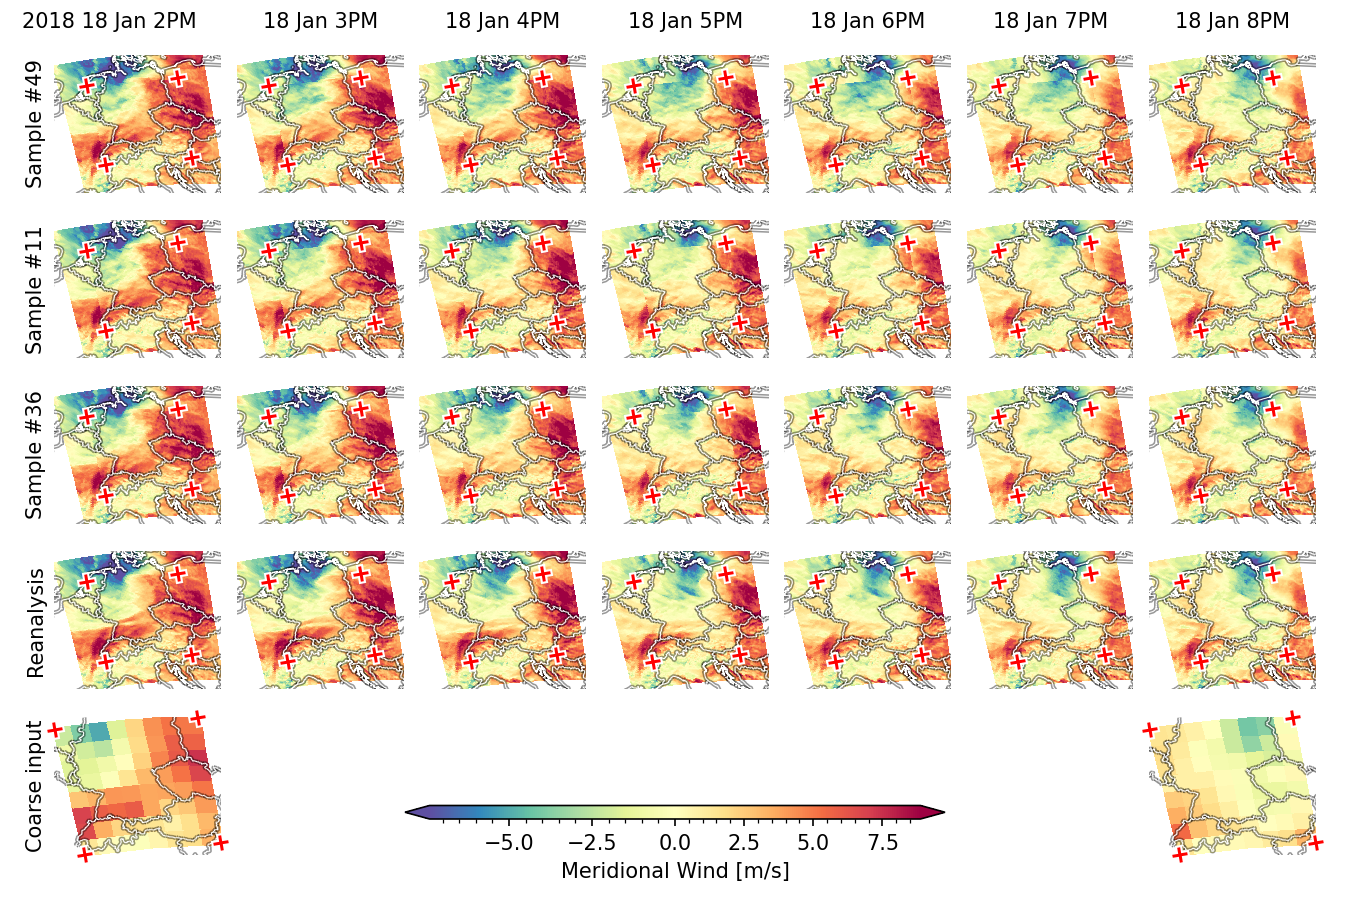 2018 18 Jan 2PM 18 Jan 3PM 18 Jan 4PM 18 Jan 5PM 18 Jan 6PM 18 Jan 7PM 18 Jan 8PM
Sample #49
Sample #11
Sample #36
Reanalysis
Coarse input
−5.0 −2.5 0.0 2.5 5.0 7.5
Meridional Wind [m/s]